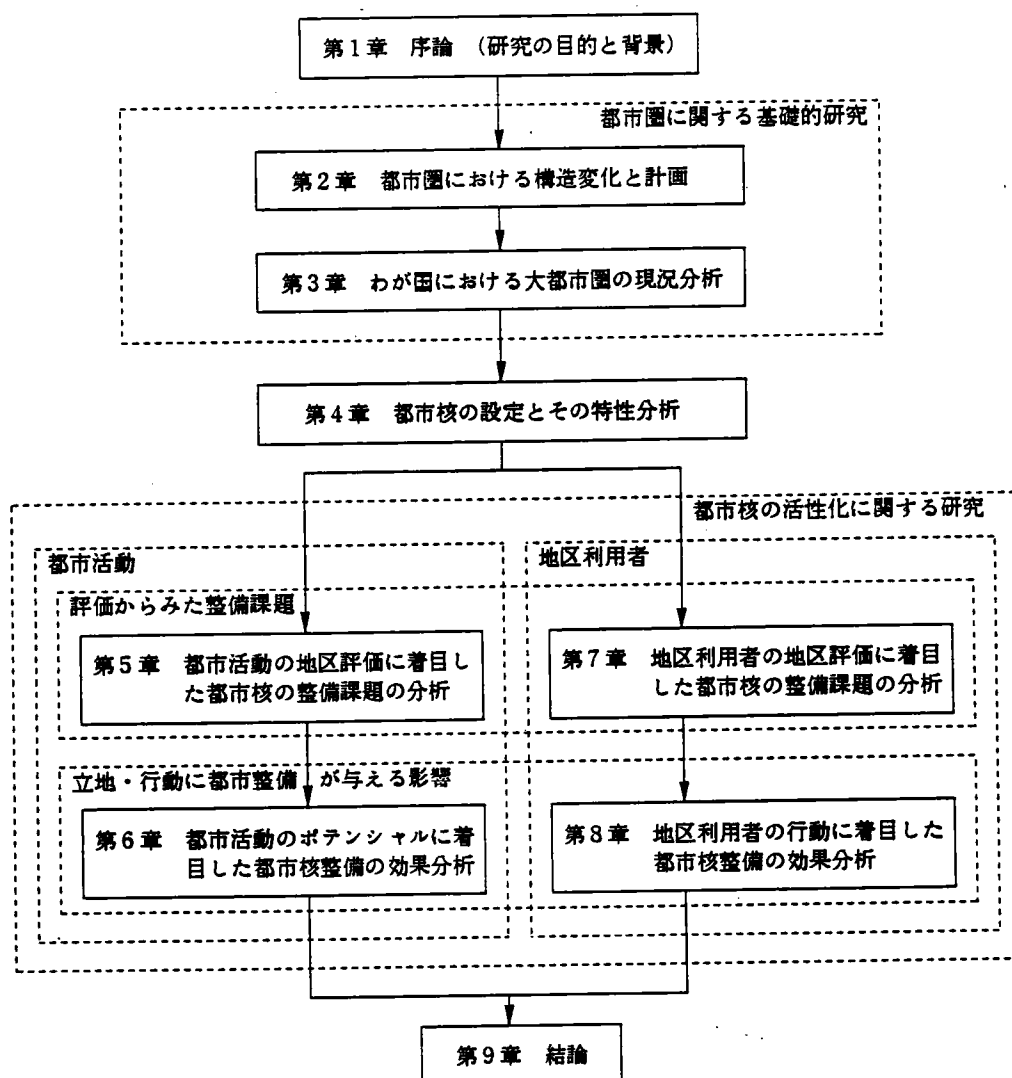 第1章 序論 (研究の目的と背景)
都市圏に関する基礎的研究
第2章 都市圏における構造変化と計画
第3章 わが国における大都市圏の現況分析
第4章 都市核の設定とその特性分析
都市核の活性化に関する研究
都市活動
地区利用者
評価からみた整備課題
第5章 都市活動の地区評価に着目し
た都市核の整備課題の分析
第7章 地区利用者の地区評価に着目
した都市核の整備課題の分析
立地・行動に都市整備 が与える影響
第6章 都市活動のポテンシャルに着
目した都市核整備の効果分析
第8章 地区利用者の行動に着目した
都市核整備の効果分析
第9章 結論